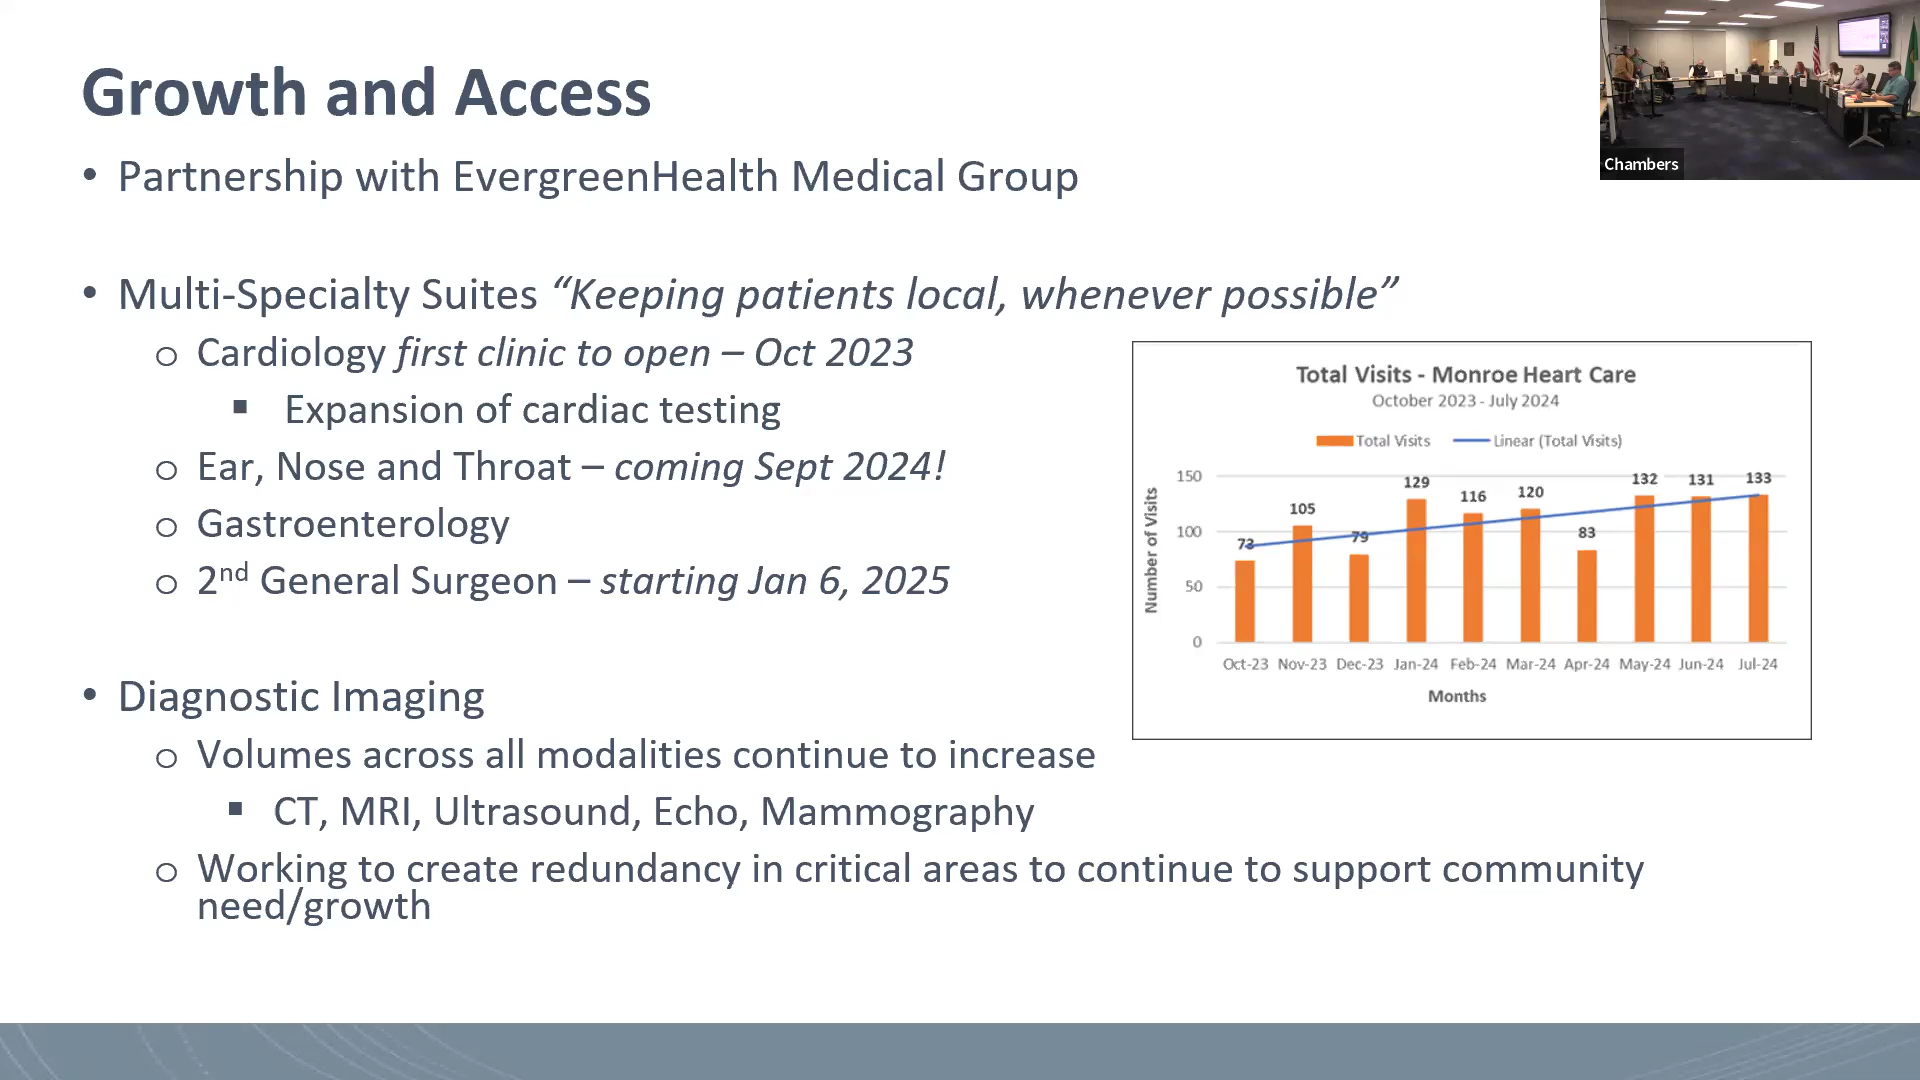 Growth and Access
Chambers
• Partnership with EvergreenHealth Medical Group
• Multi-Specialty Suites “Keeping patients local, whenever possible”
o Cardiology first clinic to open – Oct 2023
▪ Expansion of cardiac testing
o Ear, Nose and Throat – coming Sept 2024!
o Gastroenterology
o 2nd General Surgeon – starting Jan 6, 2025
Total Visits - Monroe Heart Care
October 2023 - July 2024
Total Visits Linear (Total Visits)
Number of Visits
150
100
50
0
73 105 79 129 116 120 83 132 131 133
Oct-23 Nov-23 Dec-23 Jan-24 Feb-24 Mar-24 Apr-24 May-24 Jun-24 Jul-24
Months
• Diagnostic Imaging
o Volumes across all modalities continue to increase
▪ CT, MRI, Ultrasound, Echo, Mammography
o Working to create redundancy in critical areas to continue to support community
need/growth